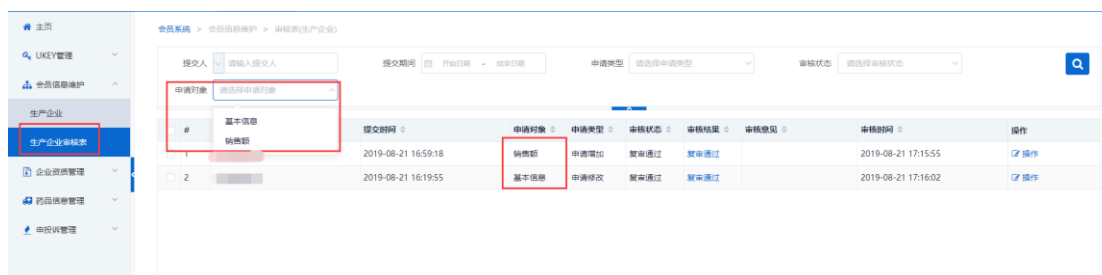 主页
UKEY管理
会员信息维护
生产企业
生产企业审核表
企业资质管理
药品信息管理
申投诉管理
会员系统 > 会员信息维护 > 审核表(生产企业)
提交人 请输入提交人 提交期间 开始日期 - 结束日期 申请类型 请选择申请类型 审核状态 请选择审核状态
申请对象 请选择申请对象
基本信息
销售额
# 提交时间 申请对象 申请类型 审核状态 审核结果 审核意见 审核时间 操作
1 2019-08-21 16:59:18 销售额 申请增加 复审通过 复审通过 2019-08-21 17:15:55 操作
2 2019-08-21 16:19:55 基本信息 申请修改 复审通过 复审通过 2019-08-21 17:16:02 操作